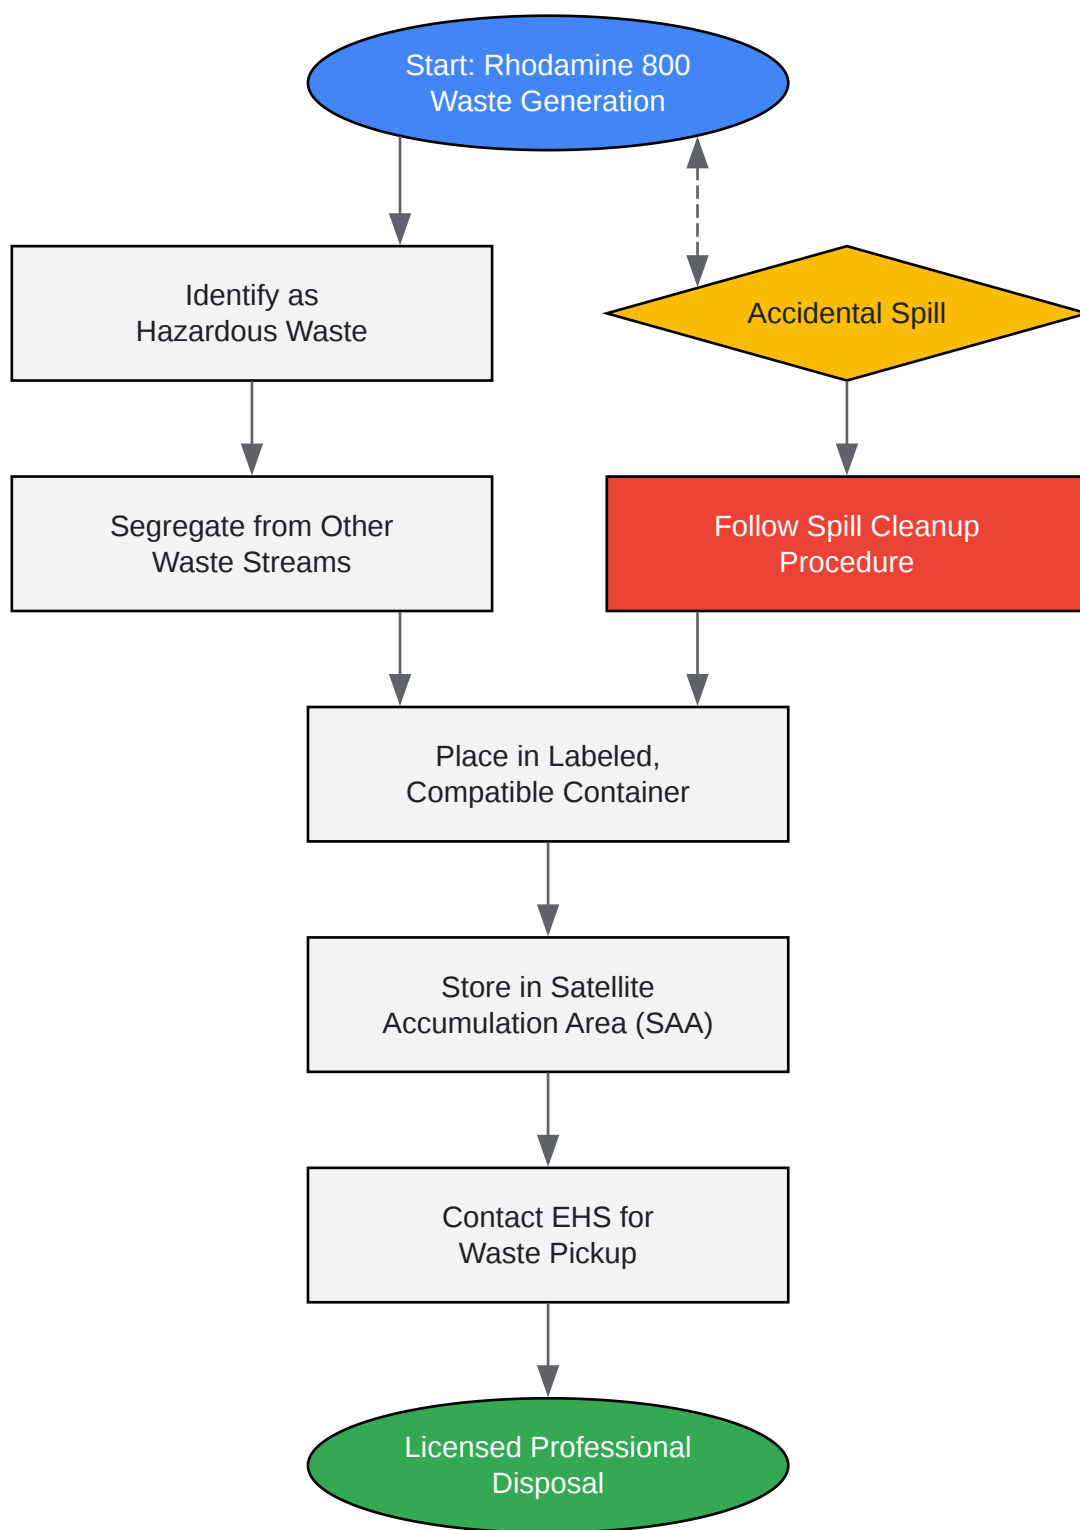 Start: Rhodamine 800
Waste Generation
Identify as
Hazardous Waste
Accidental Spill
Segregate from Other
Waste Streams
Follow Spill Cleanup
Procedure
Place in Labeled,
Compatible Container
Store in Satellite
Accumulation Area (SAA)
Contact EHS for
Waste Pickup
Licensed Professional
Disposal